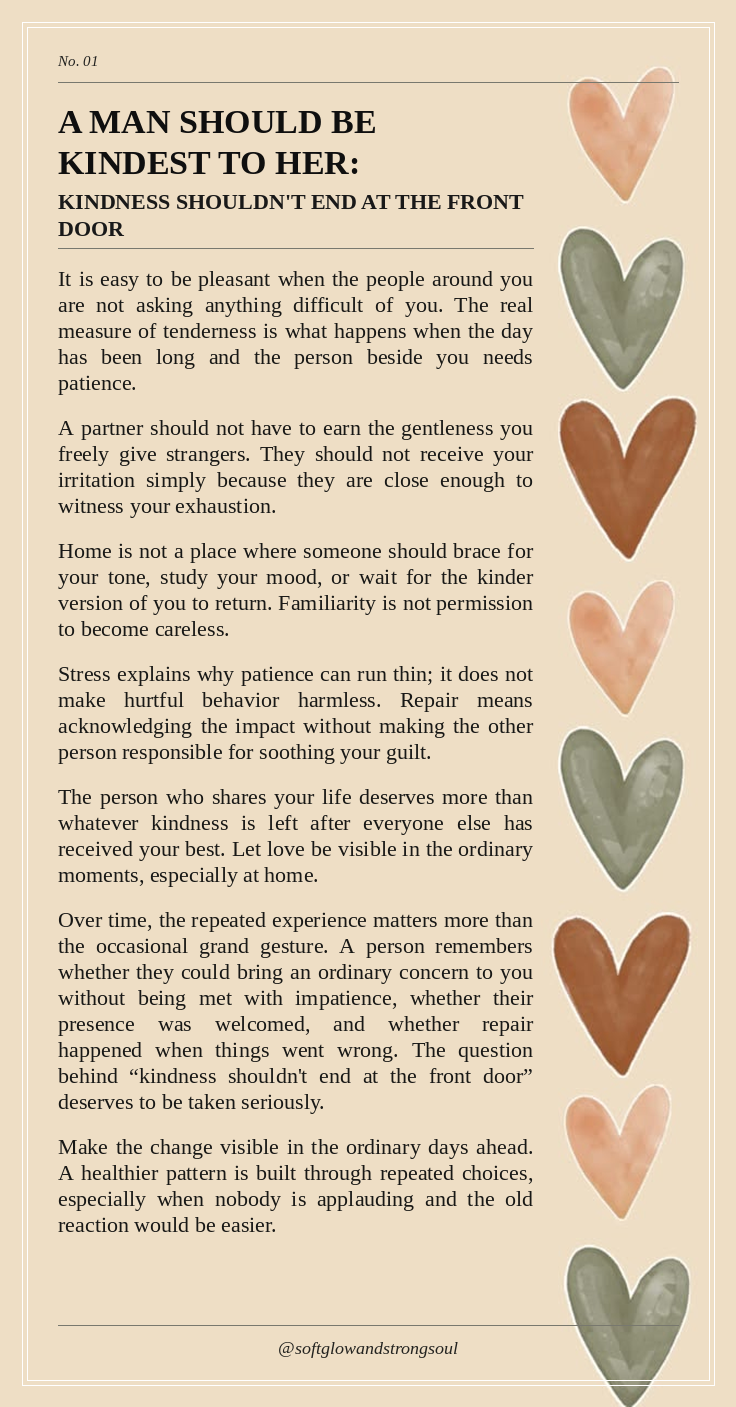 No. 01
A MAN SHOULD BE
KINDEST TO HER:
KINDNESS SHOULDN'T END AT THE FRONT
DOOR
It is easy to be pleasant when the people around you
are not asking anything difficult of you. The real
measure of tenderness is what happens when the day
has been long and the person beside you needs
patience.
A partner should not have to earn the gentleness you
freely give strangers. They should not receive your
irritation simply because they are close enough to
witness your exhaustion.
Home is not a place where someone should brace for
your tone, study your mood, or wait for the kinder
version of you to return. Familiarity is not permission
to become careless.
Stress explains why patience can run thin; it does not
make hurtful behavior harmless. Repair means
acknowledging the impact without making the other
person responsible for soothing your guilt.
The person who shares your life deserves more than
whatever kindness is left after everyone else has
received your best. Let love be visible in the ordinary
moments, especially at home.
Over time, the repeated experience matters more than
the occasional grand gesture. A person remembers
whether they could bring an ordinary concern to you
without being met with impatience, whether their
presence was welcomed, and whether repair
happened when things went wrong. The question
behind “kindness shouldn't end at the front door”
deserves to be taken seriously.
Make the change visible in the ordinary days ahead.
A healthier pattern is built through repeated choices,
especially when nobody is applauding and the old
reaction would be easier.
@softglowandstrongsoul